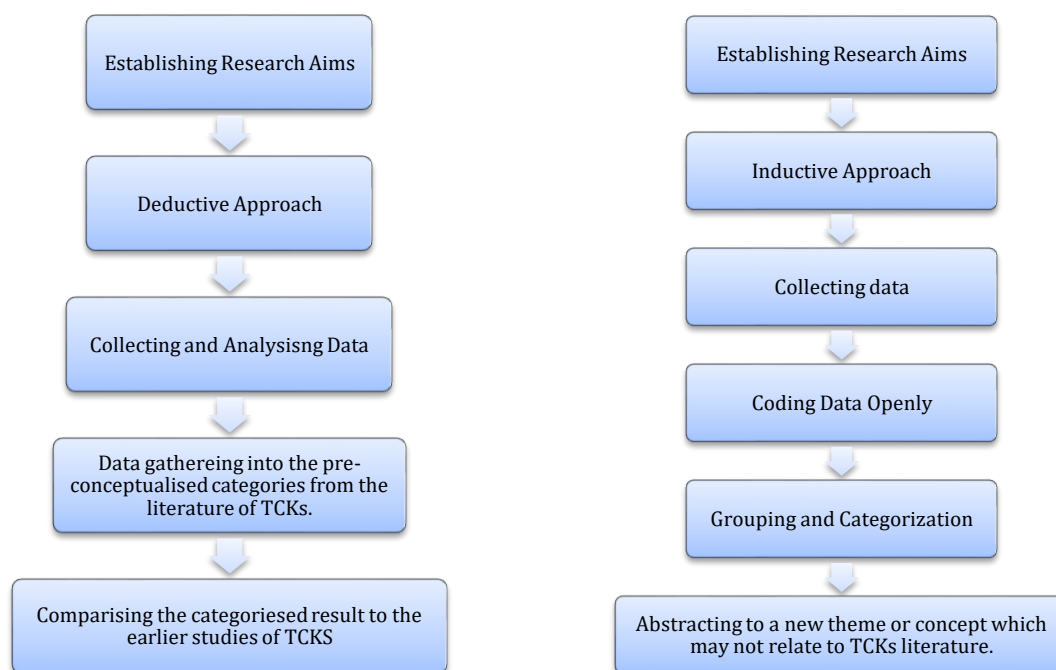 Establishing Research Aims
Deductive Approach
Collecting and Analysisng Data
Data gathereing into the pre-
conceptualised categories from the
literature of TCKs.
Comparising the categoriesed result to the
earlier studies of TCKS
Establishing Research Aims
Inductive Approach
Collecting data
Coding Data Openly
Grouping and Categorization
Abstracting to a new theme or concept which
may not relate to TCKs literature.